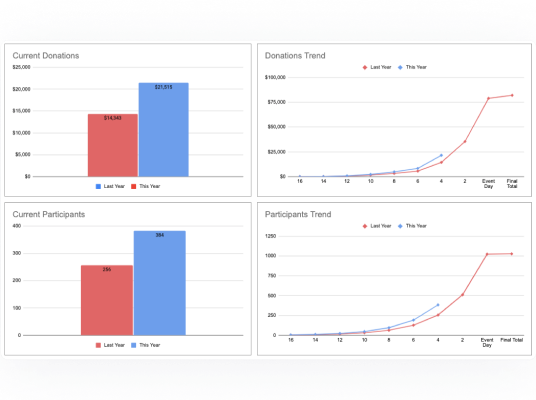 Current Donations
$25,000
$20,000
$15,000
$10,000
$5,000
$0
$14,343
$21,515
Last Year This Year
Donations Trend
Last Year This Year
$100,000
$75,000
$50,000
$25,000
$0
16 14 12 10 8 6 4 2 Event Day Final Total
Current Participants
400
300
200
100
0
256
384
Last Year This Year
Participants Trend
Last Year This Year
1250
1000
750
500
250
0
16 14 12 10 8 6 4 2 Event Day Final Total